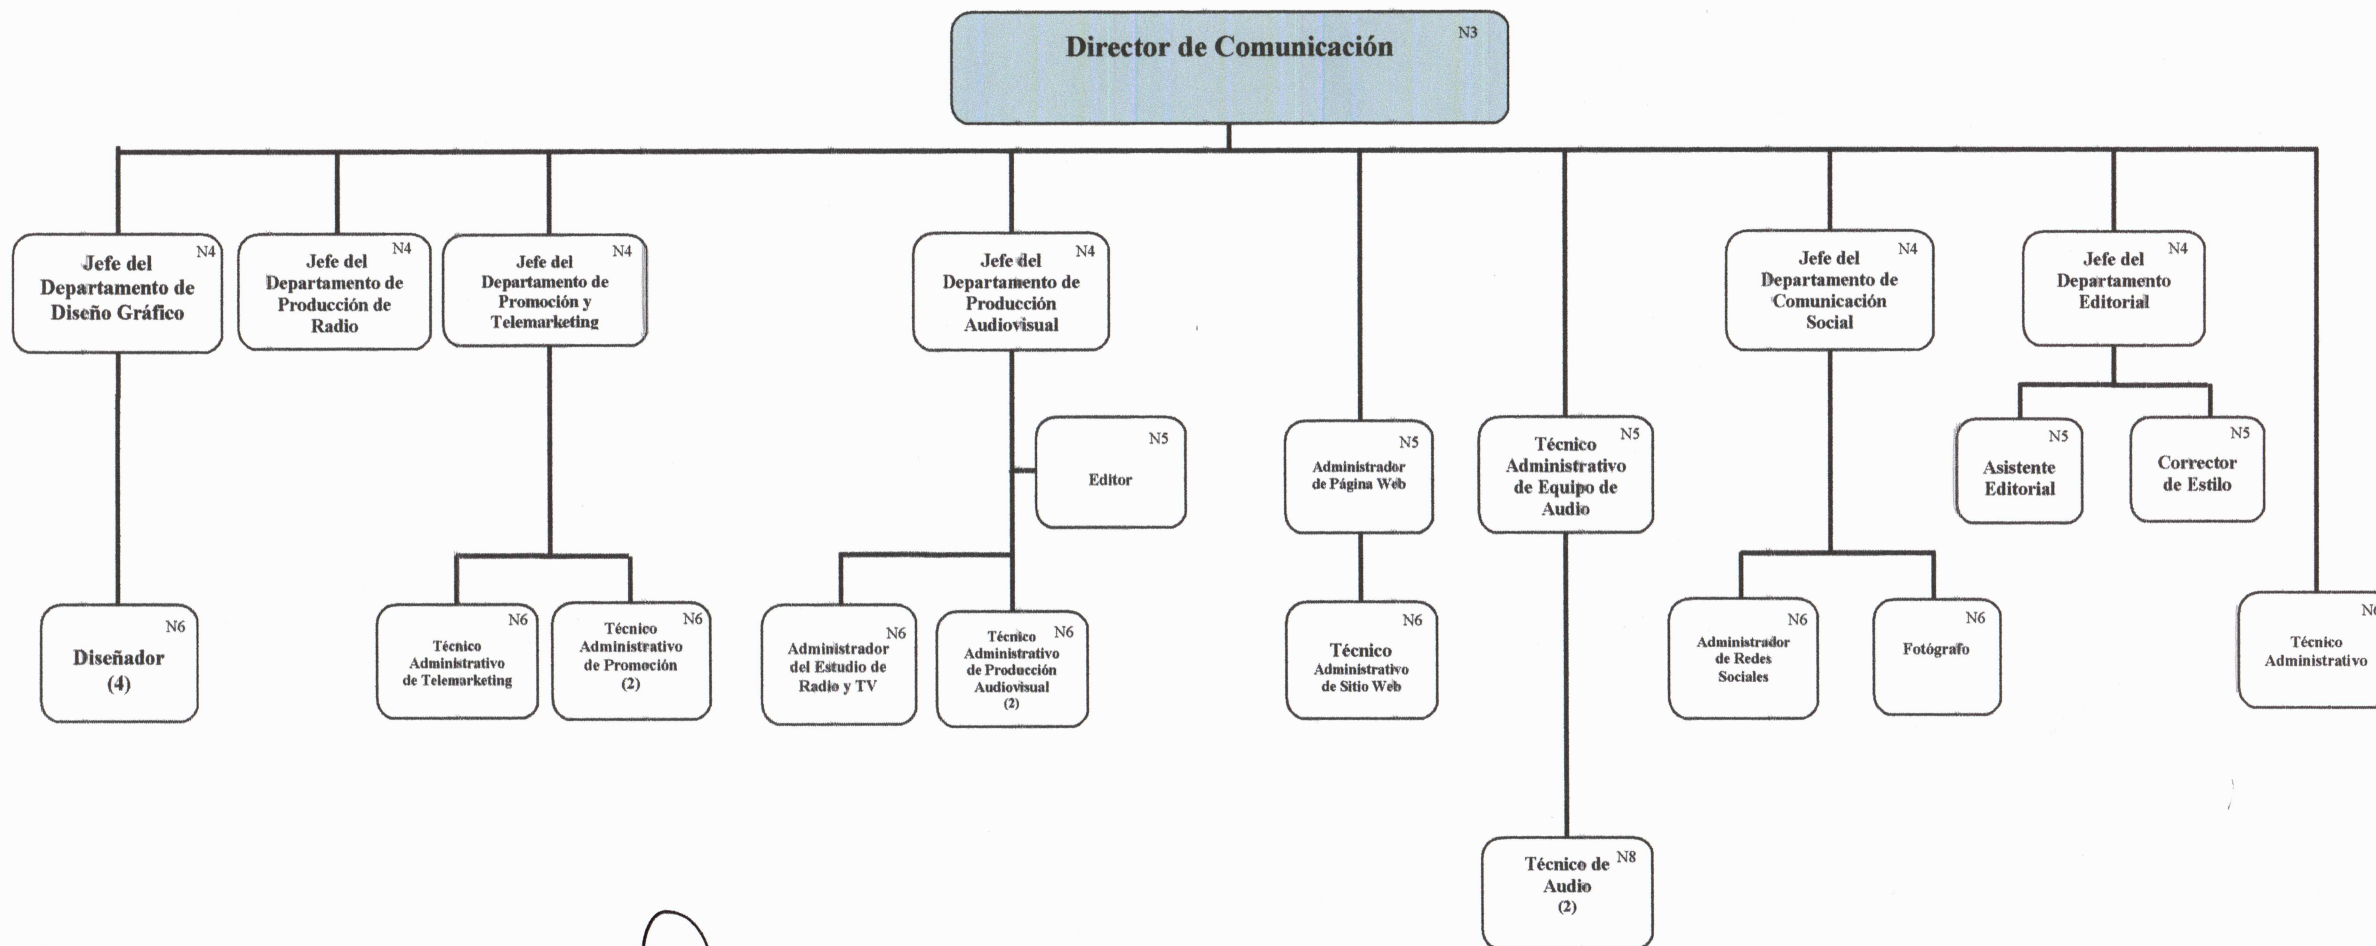 Director de Comunicación
N3
N4
Jefe del
Departamento de
Diseño Gráfico
N4
Jefe del
Departamento de
Producción de
Radio
N4
Jefe del
Departamento de
Promoción y
Telemarketing
N4
Jefe del
Departamento de
Producción
Audiovisual
N4
Jefe del
Departamento de
Comunicación
Social
N4
Jefe del
Departamento
Editorial
N5
Editor
N5
Administrador
de Página Web
N5
Técnico
Administrativo
de Equipo de
Audio
N5
Asistente
Editorial
N5
Corrector
de Estilo
N6
Diseñador
(4)
N6
Técnico
Administrativo
de Telemarketing
N6
Técnico
Administrativo
de Promoción
(2)
N6
Administrador
del Estudio de
Radio y TV
N6
Técnico
Administrativo
de Producción
Audiovisual
(2)
N6
Técnico
Administrativo
de Sitio Web
N6
Administrador
de Redes
Sociales
N6
Fotógrafo
N6
Técnico
Administrativo
N8
Técnico de
Audio
(2)